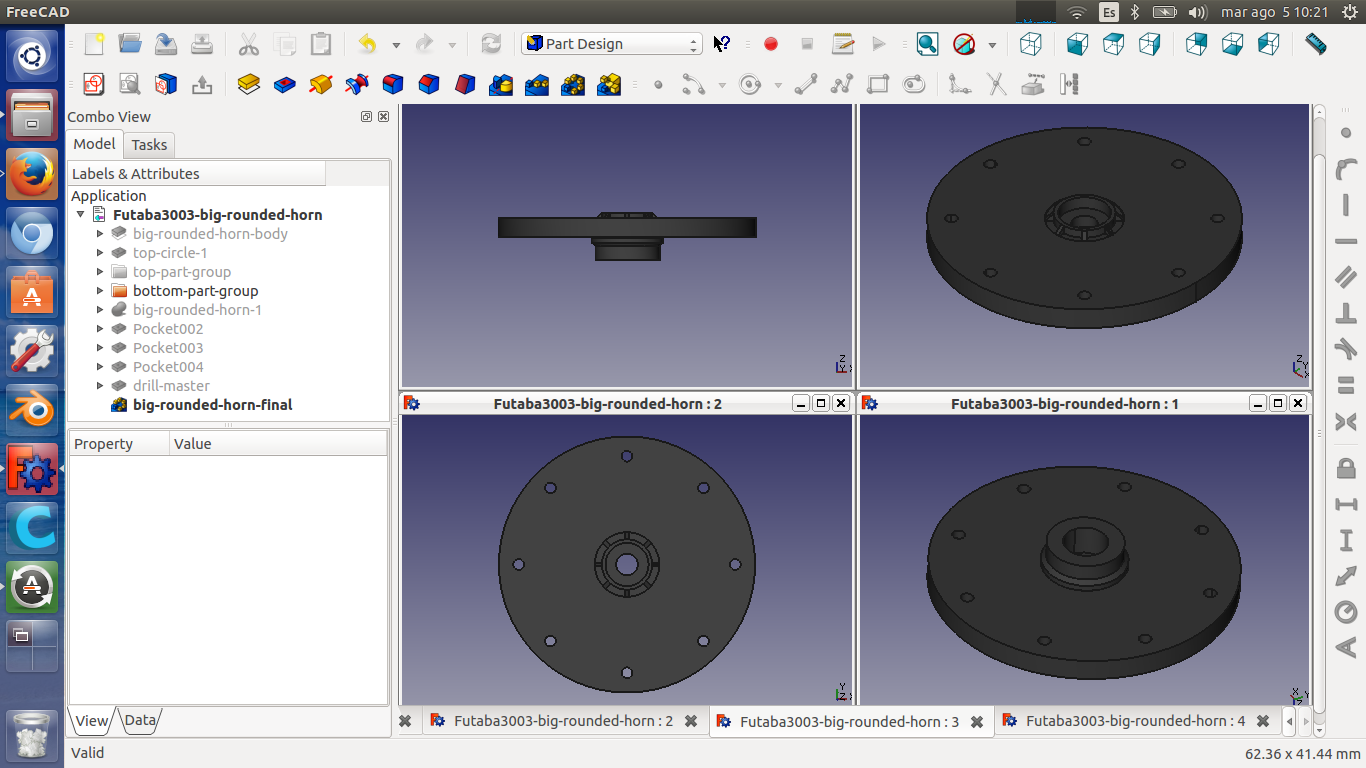 FreeCAD
Es
mar ago 5 10:21
Part Design
Combo View
Model
Tasks
Labels & Attributes
Application
Futaba3003-big-rounded-horn
big-rounded-horn-body
top-circle-1
top-part-group
bottom-part-group
big-rounded-horn-1
Pocket002
Pocket003
Pocket004
drill-master
big-rounded-horn-final
Property
Value
View
Data
Futaba3003-big-rounded-horn : 2
Futaba3003-big-rounded-horn : 1
Futaba3003-big-rounded-horn : 2
Futaba3003-big-rounded-horn : 3
Futaba3003-big-rounded-horn : 4
Valid
62.36 x 41.44 mm